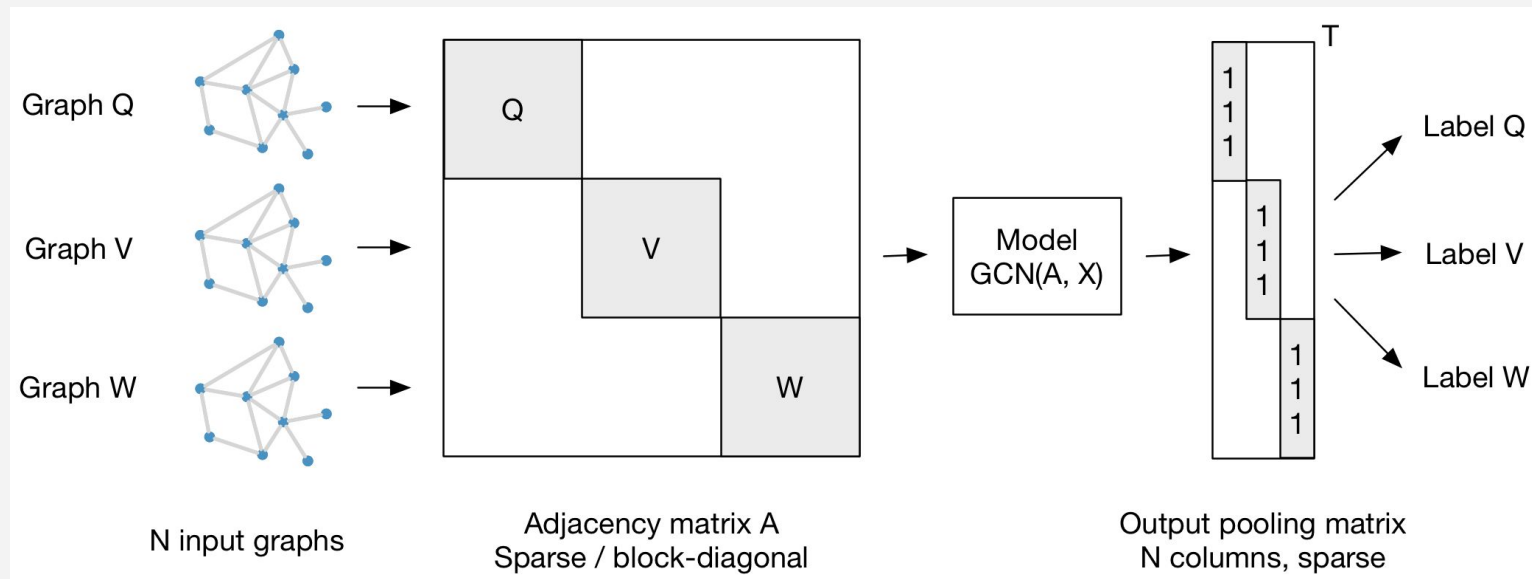 Graph Q
Graph V
Graph W
N input graphs
Q
V
W
Adjacency matrix A
Sparse / block-diagonal
Model
GCN(A, X)
T
1
1
1
1
1
1
1
1
1
Output pooling matrix
N columns, sparse
Label Q
Label V
Label W